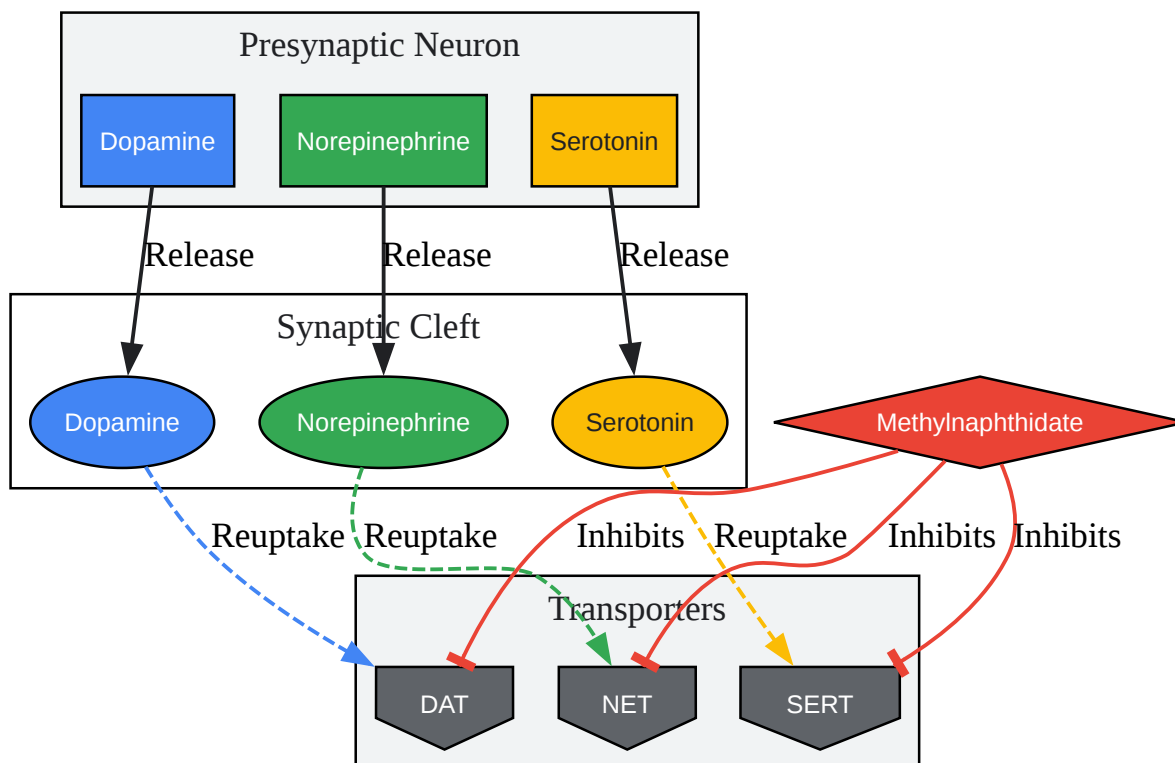 Presynaptic Neuron
Dopamine
Norepinephrine
Serotonin
Release
Release
Release
Synaptic Cleft
Dopamine
Norepinephrine
Serotonin
Methylnaphthidate
Reuptake
Reuptake
Inhibits
Reuptake
Inhibits
Inhibits
Transporters
DAT
NET
SERT